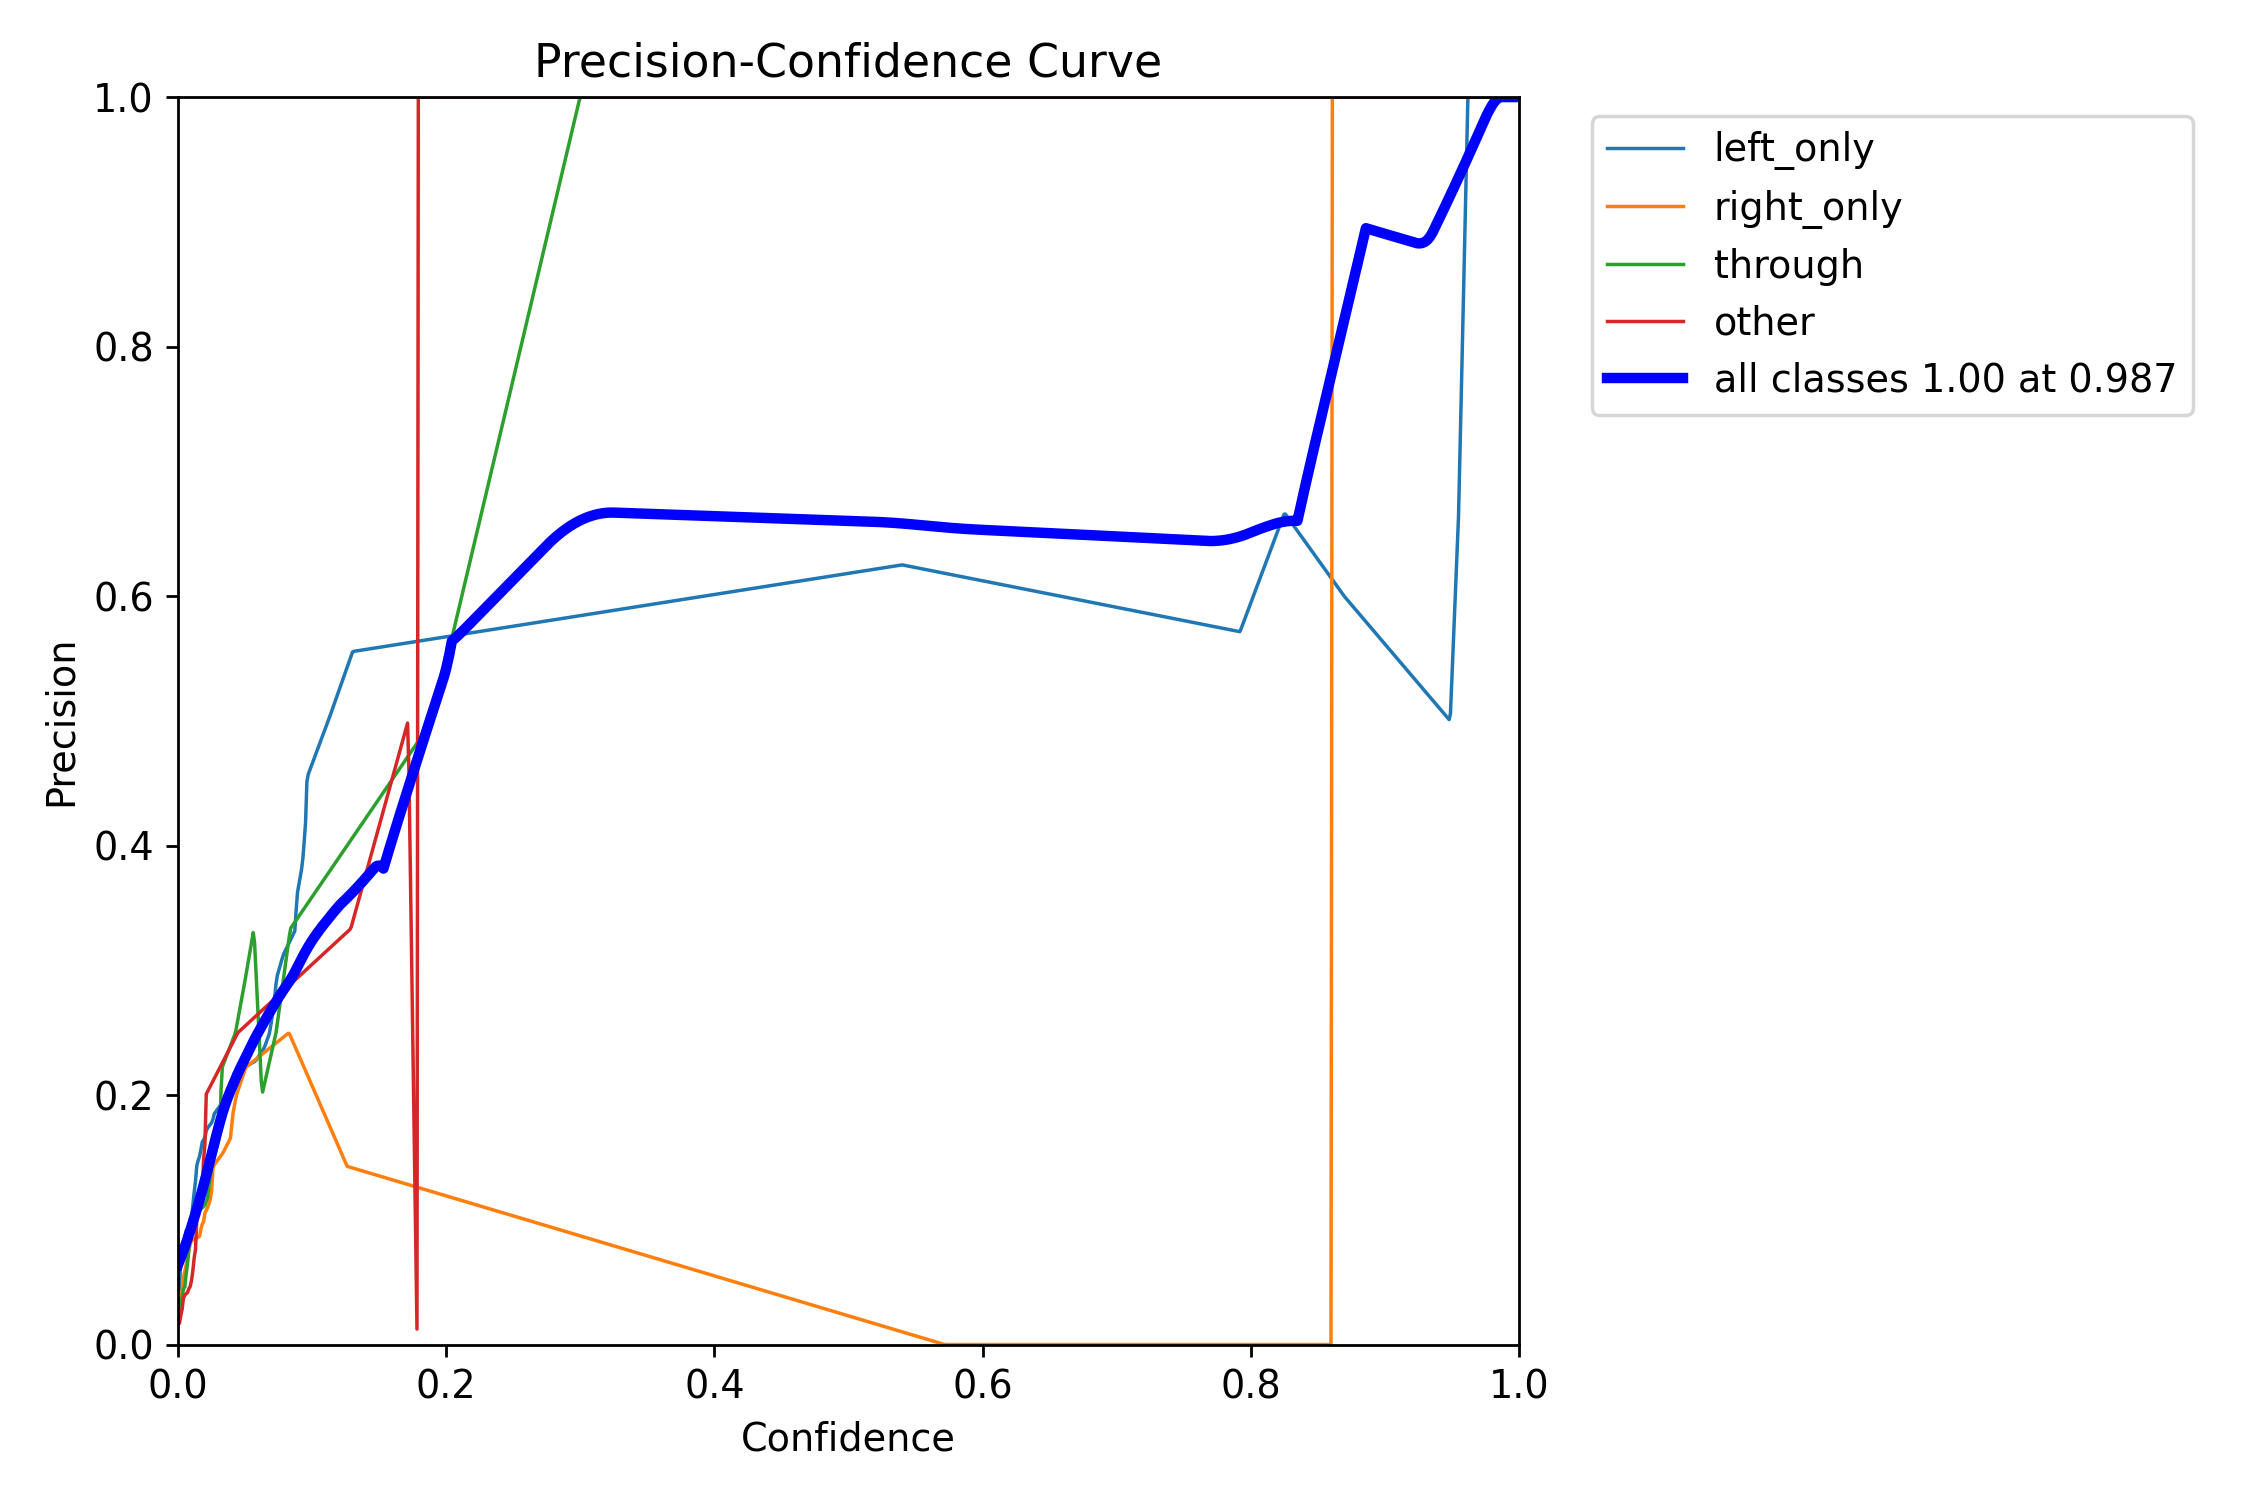 Precision-Confidence Curve
1.0
0.8
0.6
0.4
0.2
0.0
Precision
0.0 0.2 0.4 0.6 0.8 1.0
Confidence
left_only
right_only
through
other
all classes 1.00 at 0.987